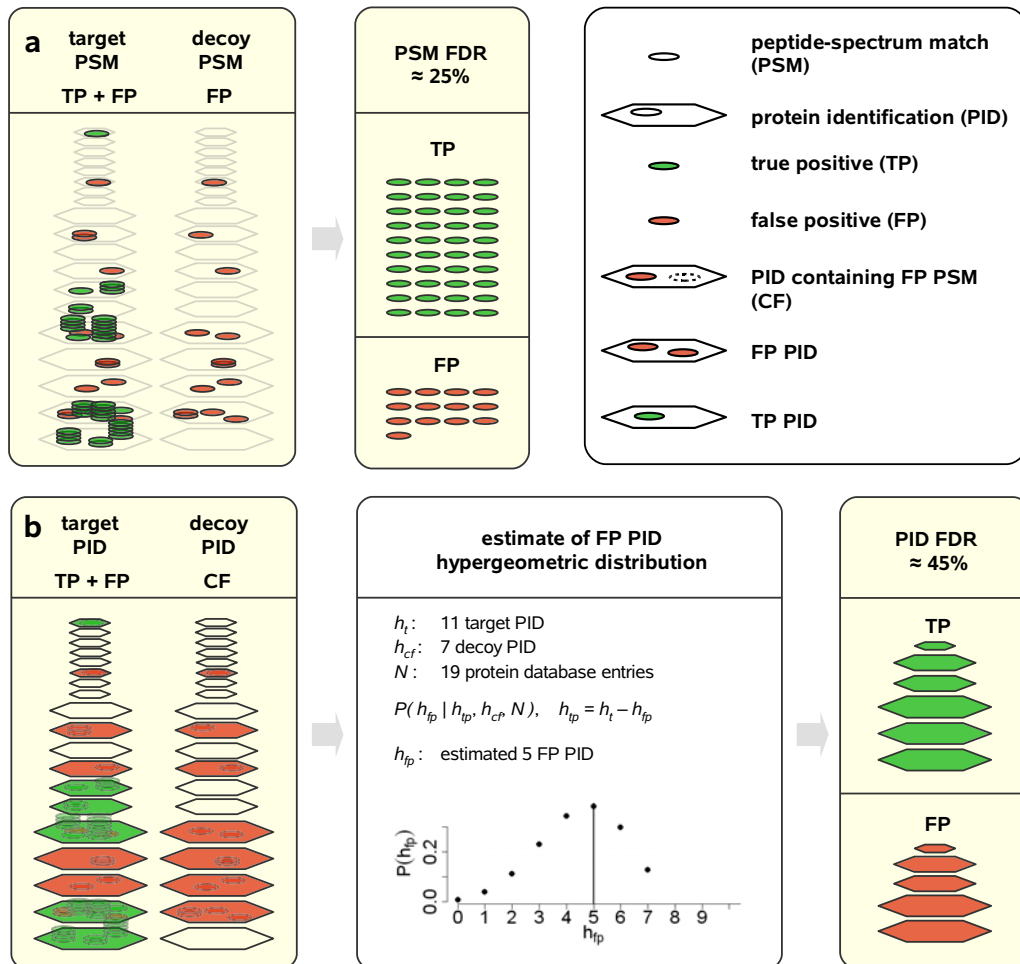 a
target
PSM
decoy
PSM
TP + FP
FP
PSM FDR
≈ 25%
TP
FP
peptide-spectrum match
(PSM)
protein identification (PID)
true positive (TP)
false positive (FP)
PID containing FP PSM
(CF)
FP PID
TP PID
b
target
PID
decoy
PID
TP + FP
CF
estimate of FP PID
hypergeometric distribution
h_t : 11 target PID
h_cf : 7 decoy PID
N : 19 protein database entries
P( h_fp | h_tp, h_cf, N ), h_tp = h_t – h_fp
h_fp : estimated 5 FP PID
P(h_fp)
0.2
0.0
0 1 2 3 4 5 6 7 8 9
h_fp
PID FDR
≈ 45%
TP
FP